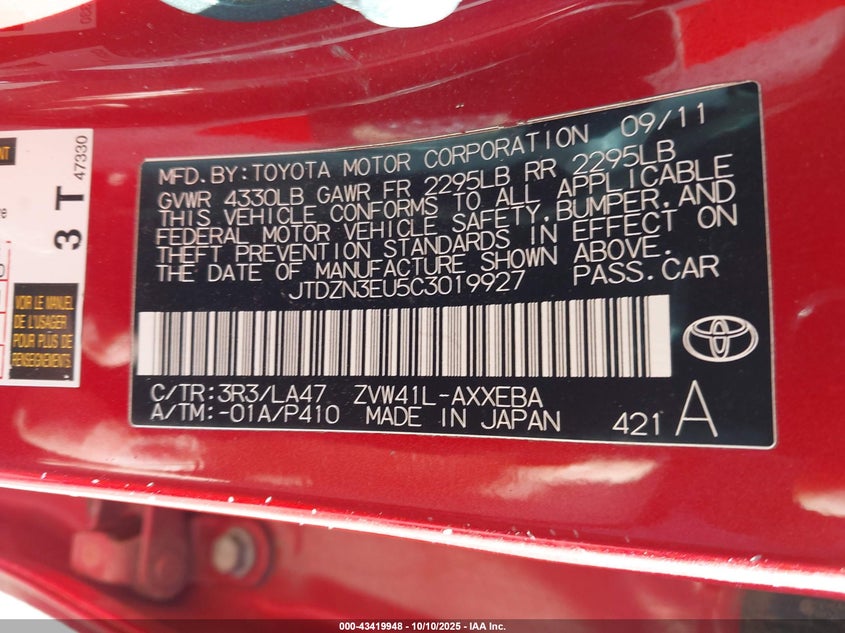 MFD. BY: TOYOTA MOTOR CORPORATION 09/11
GVWR 4330LB GAWR FR 2295LB RR 2295LB
THIS VEHICLE CONFORMS TO ALL APPLICABLE
FEDERAL MOTOR VEHICLE SAFETY, BUMPER, AND
THEFT PREVENTION STANDARDS IN EFFECT ON
THE DATE OF MANUFACTURE SHOWN ABOVE.
JTDZN3EU5C3019927 PASS. CAR
C/TR: 3R3/LA47 ZVW41L-AXXEBA
A/TM: -01A/P410 MADE IN JAPAN 421 A
3 T 47330
VOIR LE MANUEL
DE L'USAGER
POUR PLUS DE
RENSEIGNEMENTS
000-43419948 - 10/10/2025 - IAA Inc.